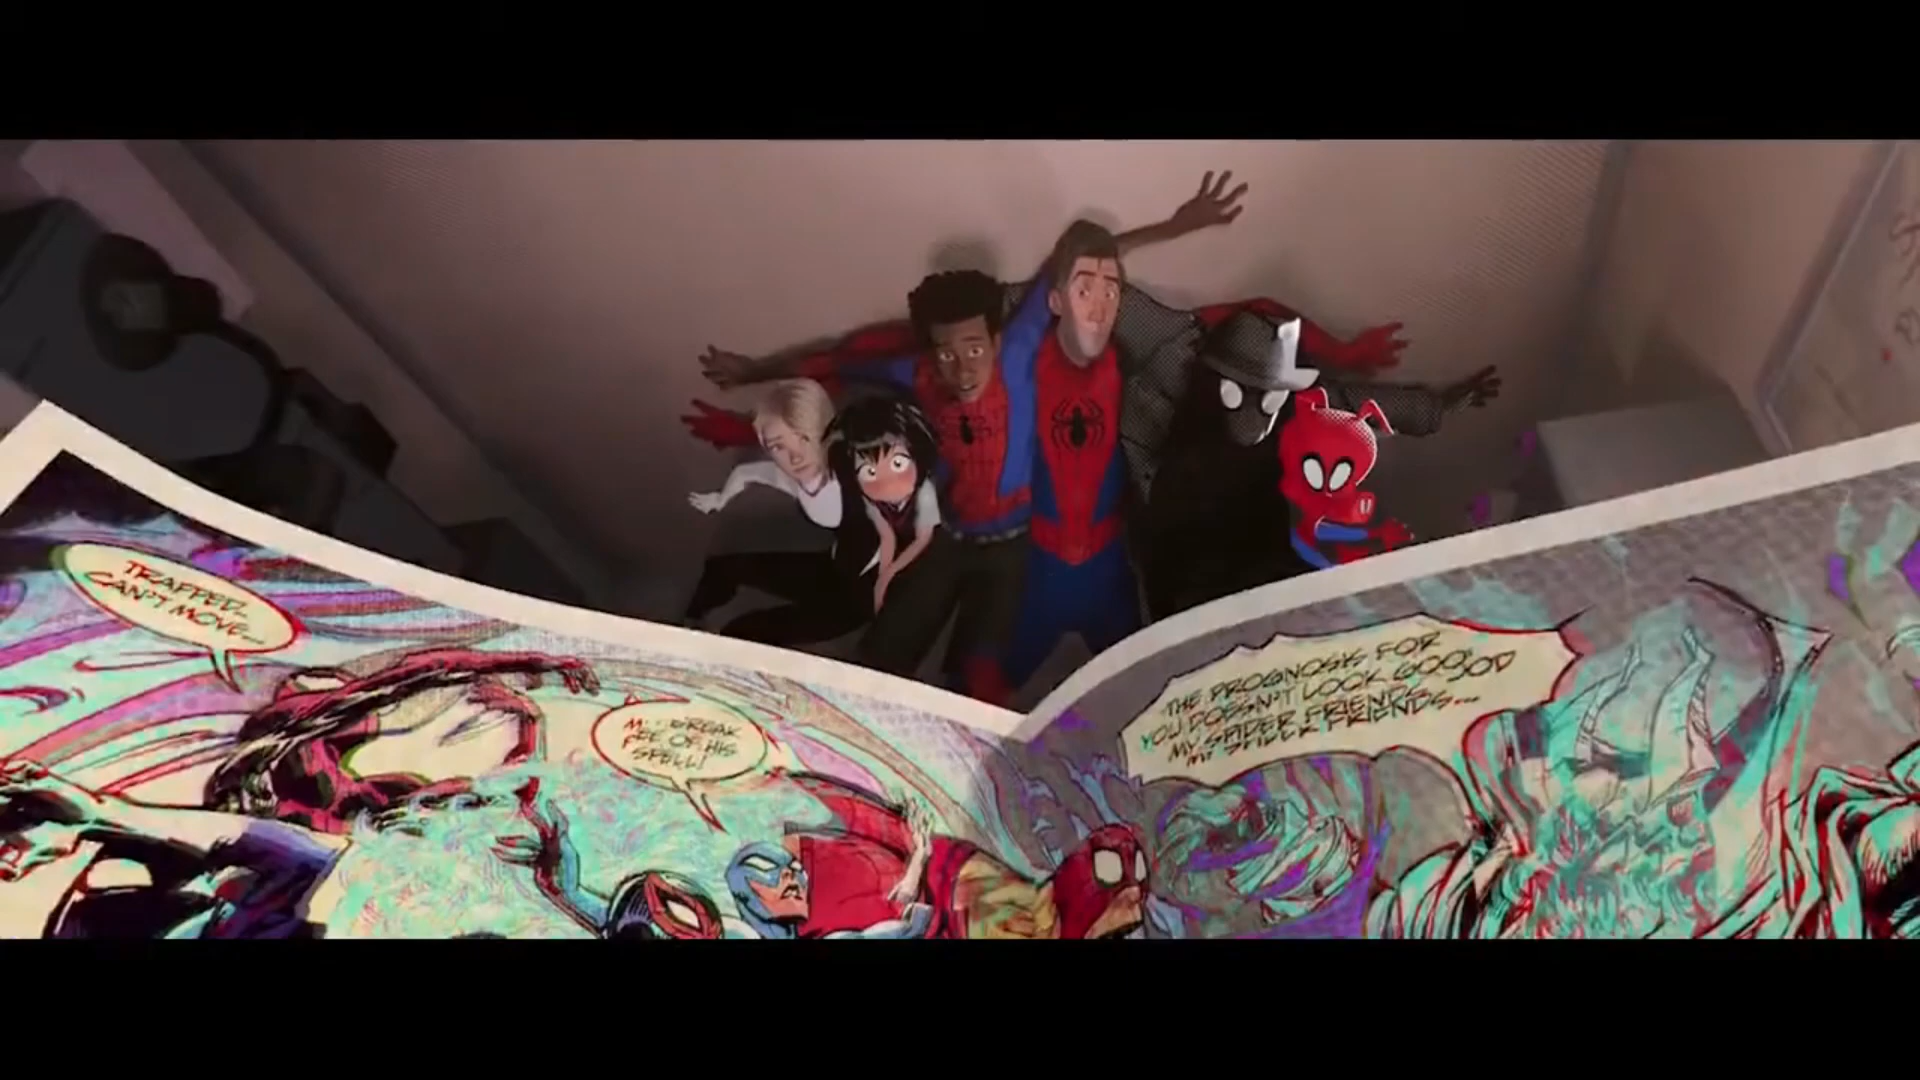 TRAPPED...
CAN'T MOVE...
BREAK
OF HIS
SPELL!
THE PROGNOSIS FOR
YOU DOESN'T LOOK GOOD
MY SPIDER FRIENDS...